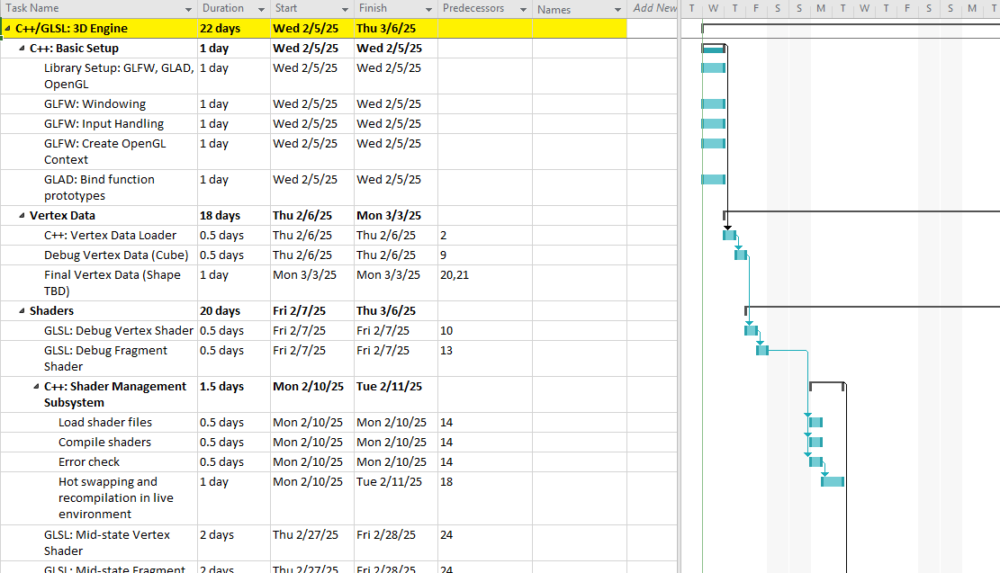 Task Name Duration Start Finish Predecessors Names Add New T W T F S S M T W T F S S M T
C++/GLSL: 3D Engine 22 days Wed 2/5/25 Thu 3/6/25
C++: Basic Setup 1 day Wed 2/5/25 Wed 2/5/25
Library Setup: GLFW, GLAD, 1 day Wed 2/5/25 Wed 2/5/25
OpenGL
GLFW: Windowing 1 day Wed 2/5/25 Wed 2/5/25
GLFW: Input Handling 1 day Wed 2/5/25 Wed 2/5/25
GLFW: Create OpenGL 1 day Wed 2/5/25 Wed 2/5/25
Context
GLAD: Bind function 1 day Wed 2/5/25 Wed 2/5/25
prototypes
Vertex Data 18 days Thu 2/6/25 Mon 3/3/25
C++: Vertex Data Loader 0.5 days Thu 2/6/25 Thu 2/6/25 2
Debug Vertex Data (Cube) 0.5 days Thu 2/6/25 Thu 2/6/25 9
Final Vertex Data (Shape 1 day Mon 3/3/25 Mon 3/3/25 20,21
TBD)
Shaders 20 days Fri 2/7/25 Thu 3/6/25
GLSL: Debug Vertex Shader 0.5 days Fri 2/7/25 Fri 2/7/25 10
GLSL: Debug Fragment 0.5 days Fri 2/7/25 Fri 2/7/25 13
Shader
C++: Shader Management 1.5 days Mon 2/10/25 Tue 2/11/25
Subsystem
Load shader files 0.5 days Mon 2/10/25 Mon 2/10/25 14
Compile shaders 0.5 days Mon 2/10/25 Mon 2/10/25 14
Error check 0.5 days Mon 2/10/25 Mon 2/10/25 14
Hot swapping and 1 day Mon 2/10/25 Tue 2/11/25 18
recompilation in live
environment
GLSL: Mid-state Vertex 2 days Thu 2/27/25 Fri 2/28/25 24
Shader
GLSL: Mid-state Fragment 2 days Thu 2/27/25 Fri 2/28/25 24